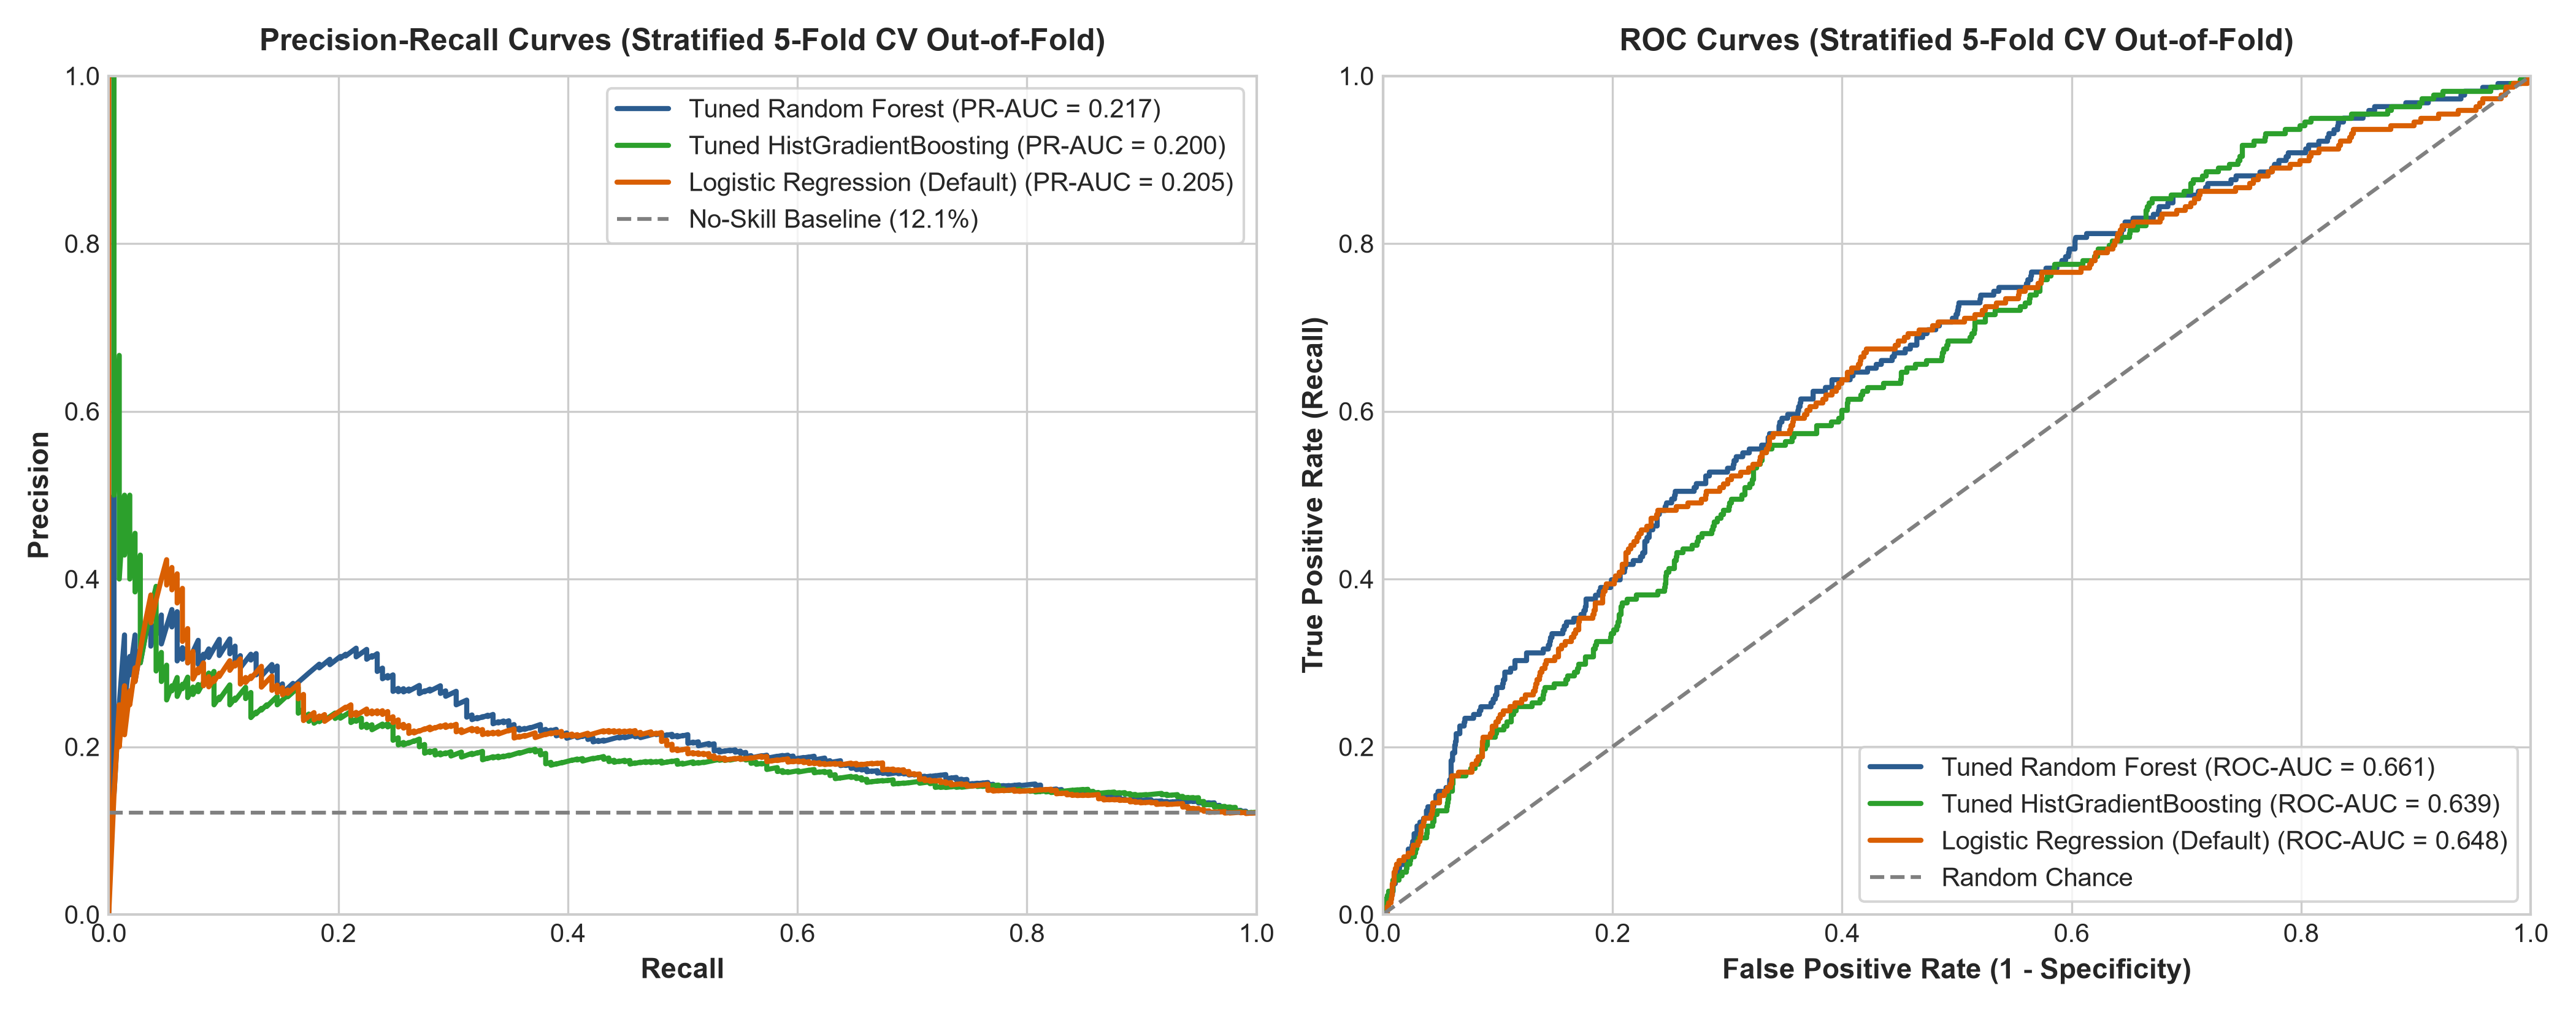 Precision-Recall Curves (Stratified 5-Fold CV Out-of-Fold)
1.0
0.8
0.6
0.4
0.2
0.0
Precision
Tuned Random Forest (PR-AUC = 0.217)
Tuned HistGradientBoosting (PR-AUC = 0.200)
Logistic Regression (Default) (PR-AUC = 0.205)
No-Skill Baseline (12.1%)
0.0 0.2 0.4 0.6 0.8 1.0
Recall
ROC Curves (Stratified 5-Fold CV Out-of-Fold)
1.0
0.8
0.6
0.4
0.2
0.0
True Positive Rate (Recall)
Tuned Random Forest (ROC-AUC = 0.661)
Tuned HistGradientBoosting (ROC-AUC = 0.639)
Logistic Regression (Default) (ROC-AUC = 0.648)
Random Chance
0.0 0.2 0.4 0.6 0.8 1.0
False Positive Rate (1 - Specificity)